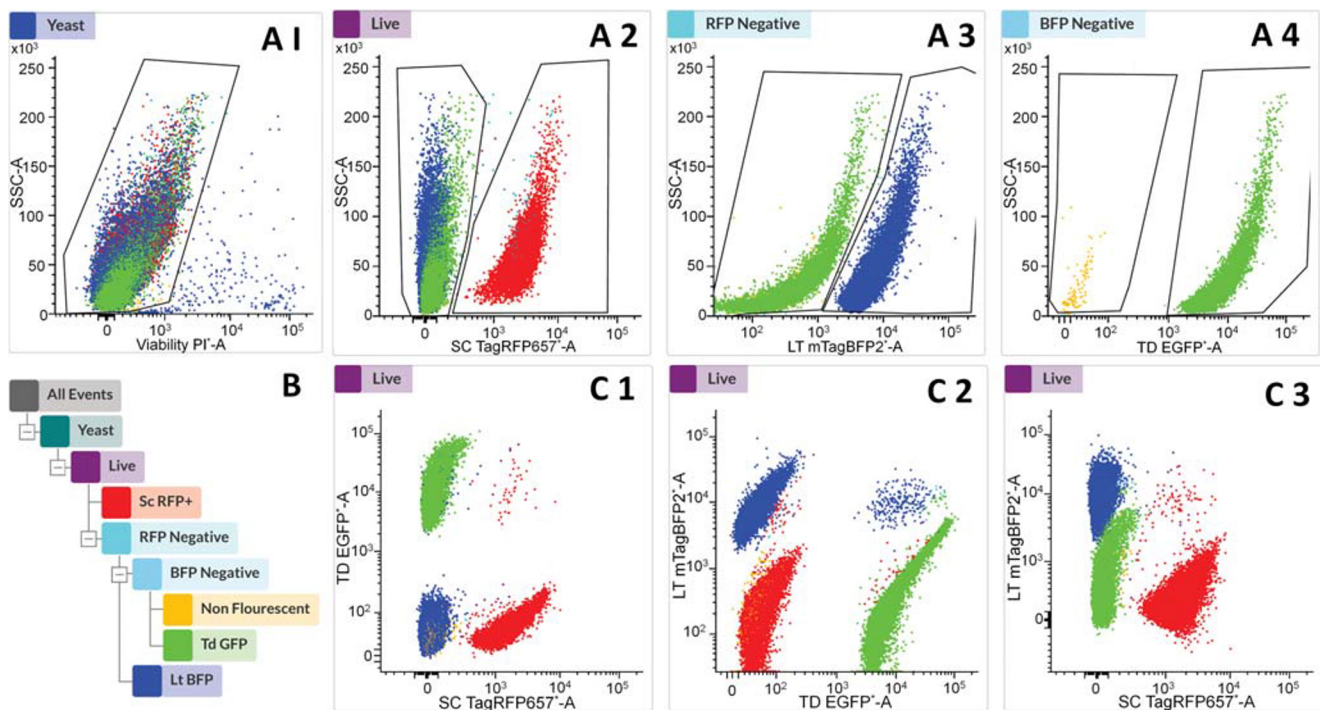 Yeast
A I
x10³
250
200
150
100
50
0
SSC-A
0 10³ 10⁴ 10⁵
Viability PI*-A
Live
A 2
x10³
250
200
150
100
50
0
SSC-A
0 10³ 10⁴ 10⁵
SC TagRFP657*-A
RFP Negative
A 3
x10³
250
200
150
100
50
0
SSC-A
10² 10³ 10⁴
LT mTagBFP2*-A
BFP Negative
A 4
x10³
250
200
150
100
50
0
SSC-A
0 10² 10³ 10⁴
TD EGFP*-A
B
All Events
Yeast
Live
Sc RFP+
RFP Negative
BFP Negative
Non Flourescent
Td GFP
Lt BFP
Live
C 1
10⁵
10⁴
10³
10²
0
TD EGFP*-A
0 10³ 10⁴ 10⁵
SC TagRFP657*-A
Live
C 2
10⁵
10⁴
10³
10²
LT mTagBFP2*-A
0 10² 10³ 10⁴ 10⁵
TD EGFP*-A
Live
C 3
10⁵
10⁴
10³
0
LT mTagBFP2*-A
0 10³ 10⁴ 10⁵
SC TagRFP657*-A